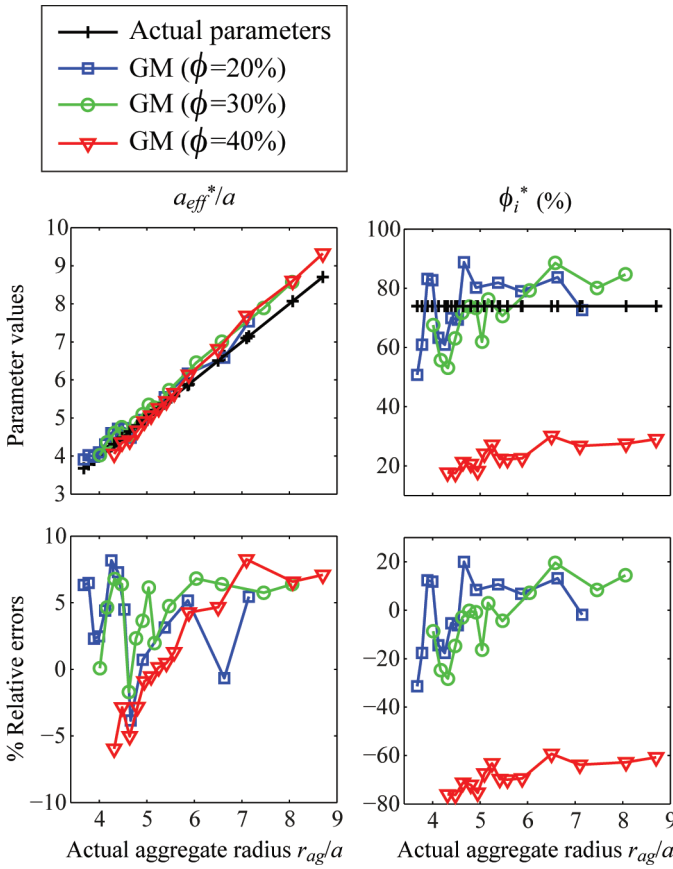 Actual parameters
GM (ϕ=20%)
GM (ϕ=30%)
GM (ϕ=40%)
a_eff*/a
ϕ_i* (%)
Parameter values
10
9
8
7
6
5
4
3
100
80
60
40
20
% Relative errors
10
5
0
−5
−10
4 5 6 7 8 9
Actual aggregate radius r_ag/a
20
0
−20
−40
−60
−80
4 5 6 7 8 9
Actual aggregate radius r_ag/a